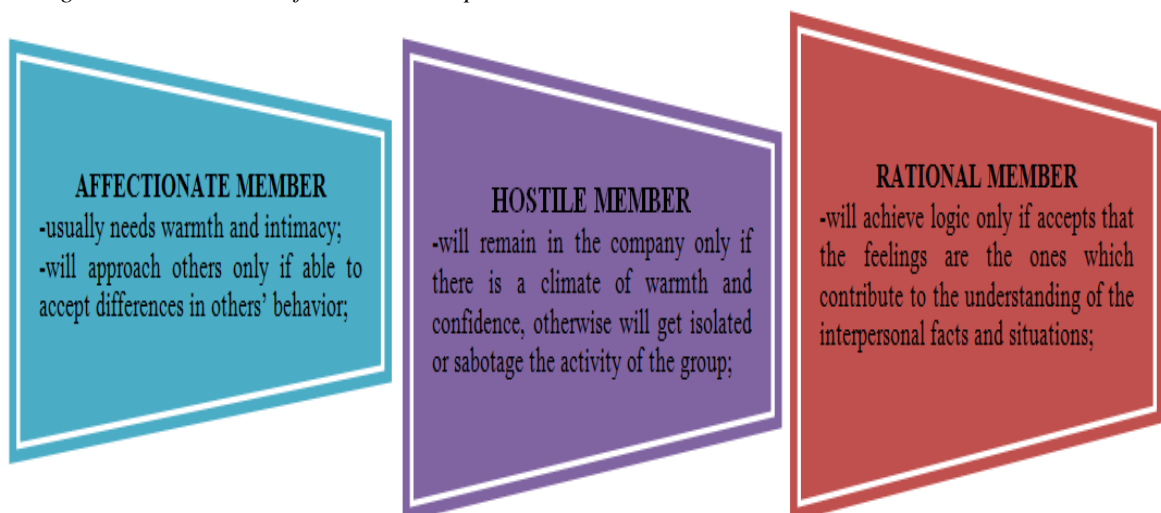 AFFECTIONATE MEMBER
-usually needs warmth and intimacy;
-will approach others only if able to
accept differences in others' behavior;
HOSTILE MEMBER
-will remain in the company only if
there is a climate of warmth and
confidence, otherwise will get isolated
or sabotage the activity of the group;
RATIONAL MEMBER
-will achieve logic only if accepts that
the feelings are the ones which
contribute to the understanding of the
interpersonal facts and situations;